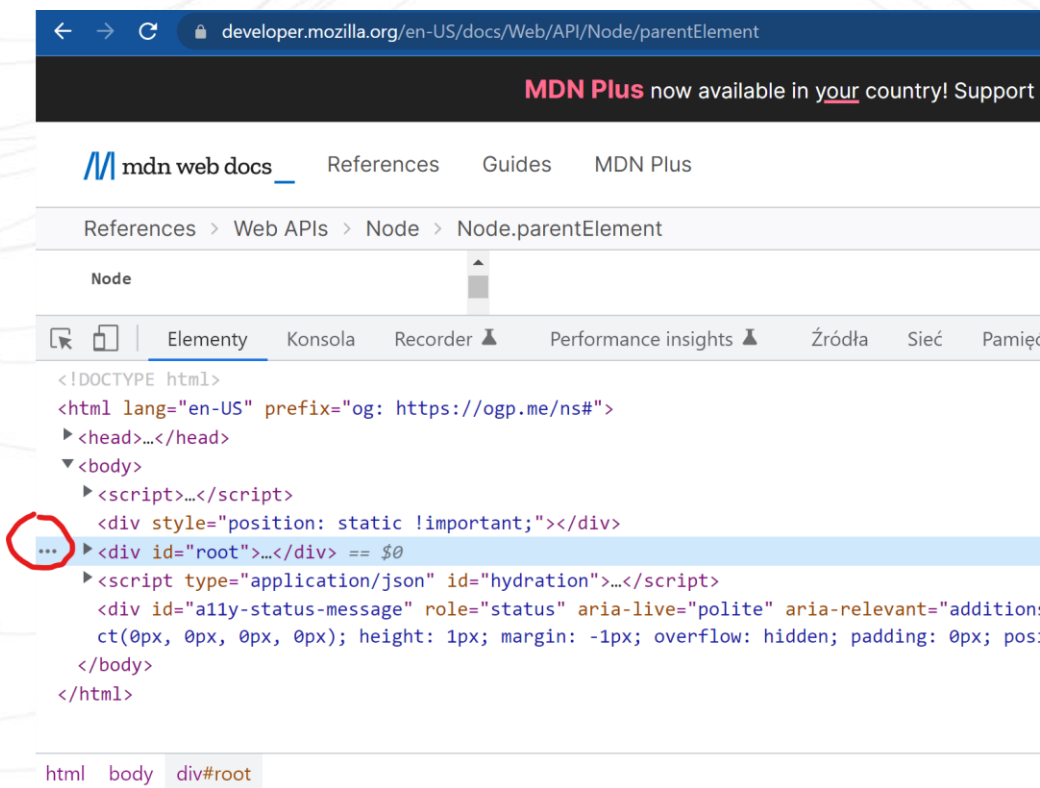 developer.mozilla.org/en-US/docs/Web/API/Node/parentElement
MDN Plus now available in your country! Support
mdn web docs_ References Guides MDN Plus
References > Web APIs > Node > Node.parentElement
Node
Elementy Konsola Recorder Performance insights Źródła Sieć Pamięć
<!DOCTYPE html>
<html lang="en-US" prefix="og: https://ogp.me/ns#">
<head>…</head>
<body>
<script>…</script>
<div style="position: static !important;"></div>
… <div id="root">…</div> == $0
<script type="application/json" id="hydration">…</script>
<div id="a11y-status-message" role="status" aria-live="polite" aria-relevant="additions
ct(0px, 0px, 0px, 0px); height: 1px; margin: -1px; overflow: hidden; padding: 0px; posi
</body>
</html>
html body div#root